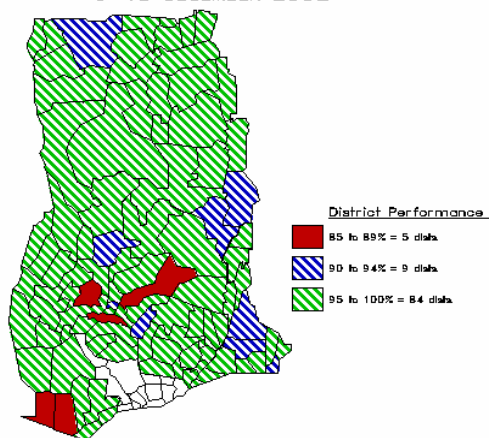 District Performance
85 to 89% = 5 dists
90 to 94% = 9 dists
95 to 100% = 84 dists